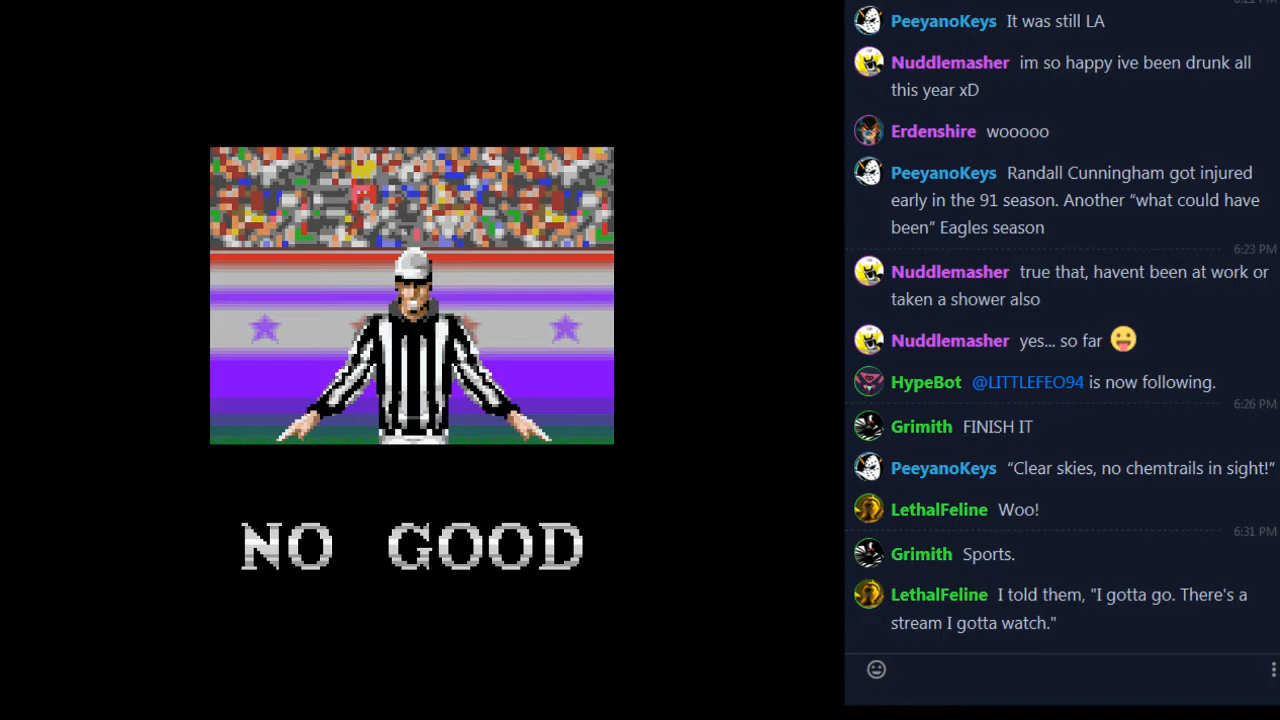 NO GOOD
6:21 PM
PeeyanoKeys It was still LA
Nuddlemasher im so happy ive been drunk all
this year xD
Erdenshire wooooo
PeeyanoKeys Randall Cunningham got injured
early in the 91 season. Another “what could have
been” Eagles season
6:23 PM
Nuddlemasher true that, havent been at work or
taken a shower also
Nuddlemasher yes... so far
HypeBot @LITTLEFEO94 is now following.
6:26 PM
Grimith FINISH IT
PeeyanoKeys “Clear skies, no chemtrails in sight!”
LethalFeline Woo!
6:31 PM
Grimith Sports.
LethalFeline I told them, "I gotta go. There's a
stream I gotta watch."